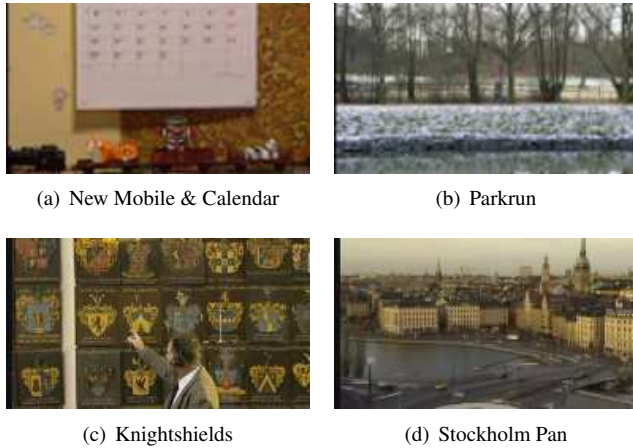 (a) New Mobile & Calendar
(b) Parkrun
(c) Knightshields
(d) Stockholm Pan